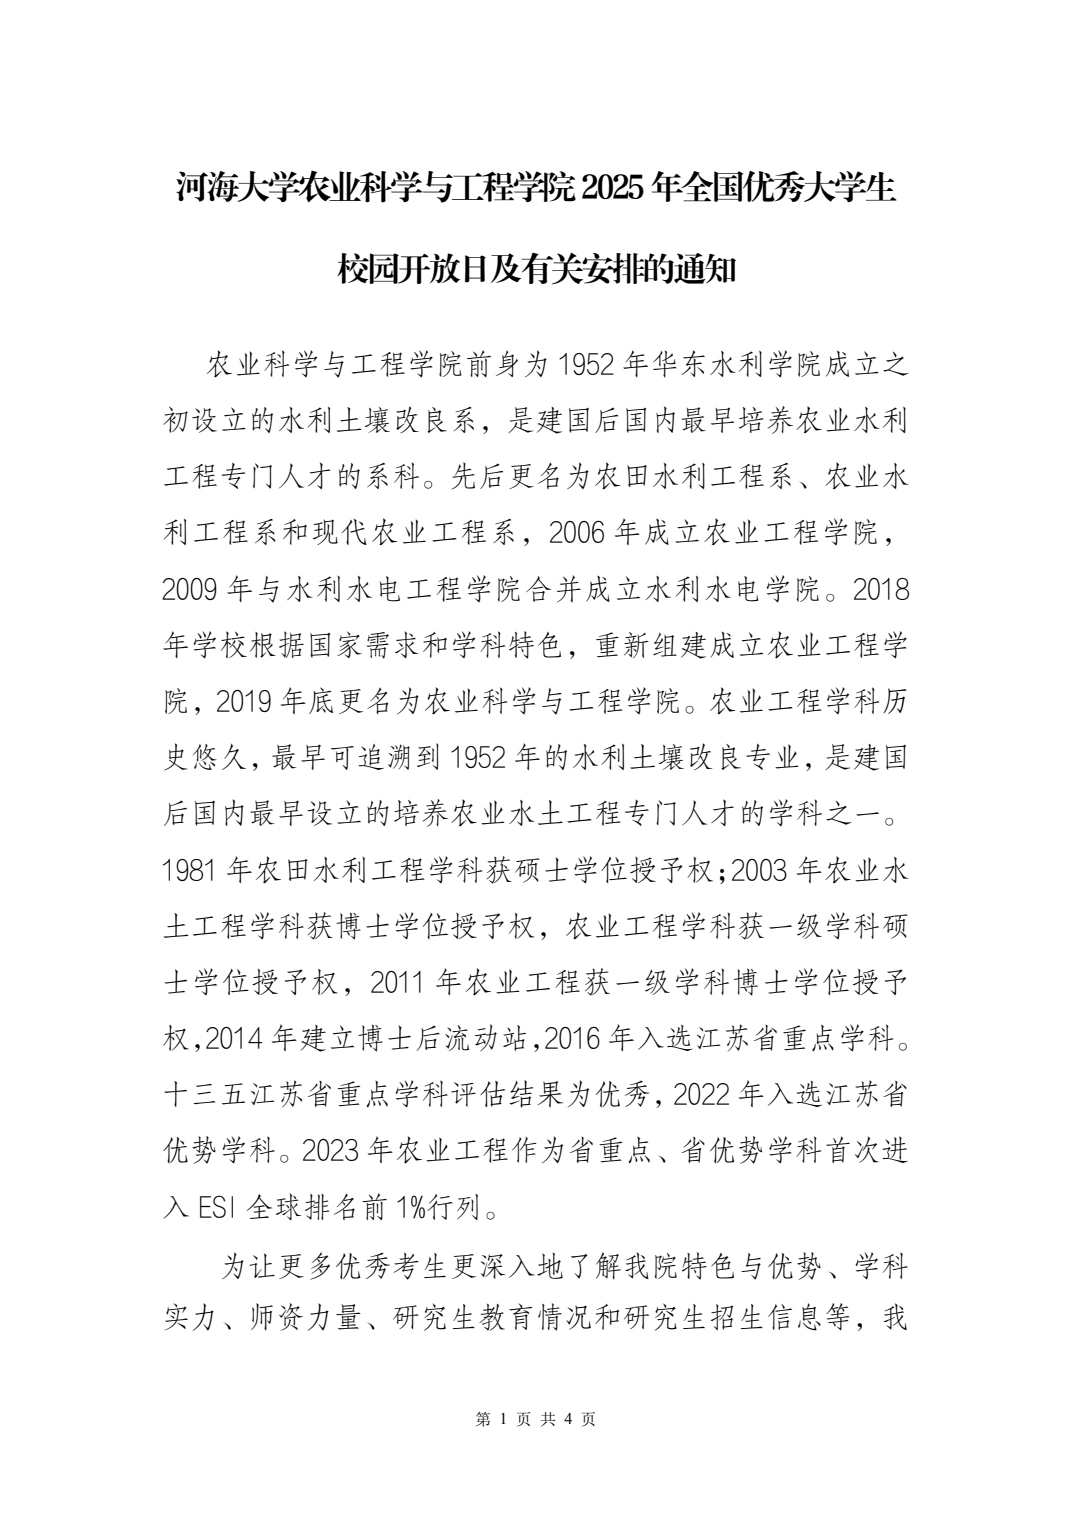 河海大学农业科学与工程学院2025年全国优秀大学生
校园开放日及有关安排的通知
农业科学与工程学院前身为1952年华东水利学院成立之
初设立的水利土壤改良系，是建国后国内最早培养农业水利
工程专门人才的系科。先后更名为农田水利工程系、农业水
利工程系和现代农业工程系，2006年成立农业工程学院，
2009年与水利水电工程学院合并成立水利水电学院。2018
年学校根据国家需求和学科特色，重新组建成立农业工程学
院，2019年底更名为农业科学与工程学院。农业工程学科历
史悠久，最早可追溯到1952年的水利土壤改良专业，是建国
后国内最早设立的培养农业水土工程专门人才的学科之一。
1981年农田水利工程学科获硕士学位授予权；2003年农业水
土工程学科获博士学位授予权，农业工程学科获一级学科硕
士学位授予权，2011年农业工程获一级学科博士学位授予
权，2014年建立博士后流动站，2016年入选江苏省重点学科。
十三五江苏省重点学科评估结果为优秀，2022年入选江苏省
优势学科。2023年农业工程作为省重点、省优势学科首次进
入ESI全球排名前1%行列。
为让更多优秀考生更深入地了解我院特色与优势、学科
实力、师资力量、研究生教育情况和研究生招生信息等，我
第 1 页 共 4 页